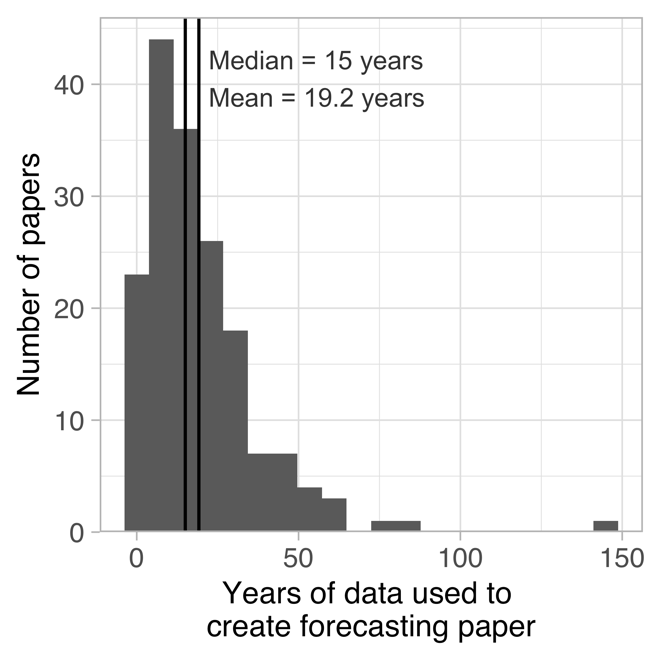 Median = 15 years
Mean = 19.2 years
40
30
20
10
0
Number of papers
0 50 100 150
Years of data used to
create forecasting paper